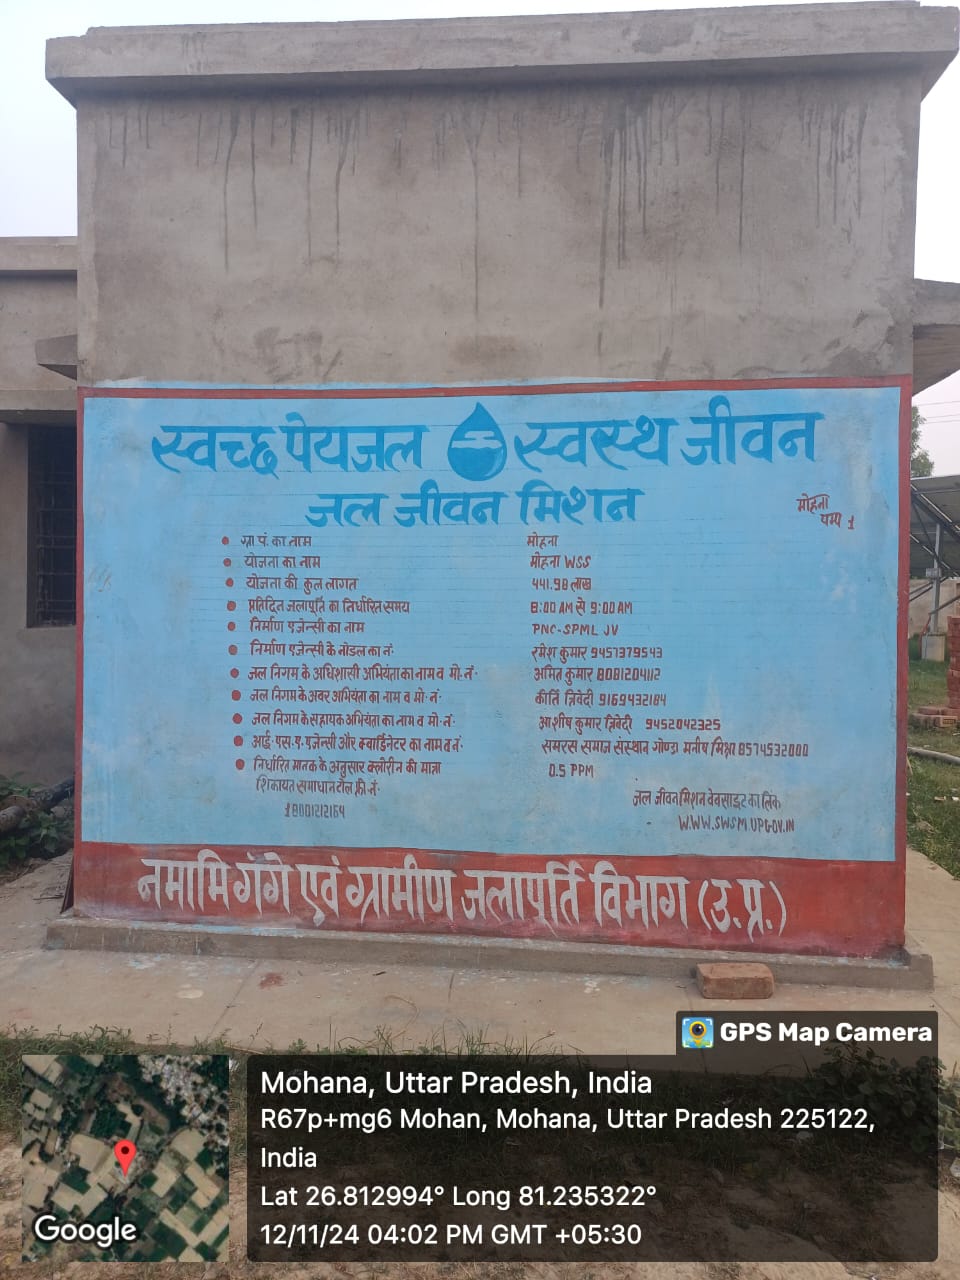 स्वच्छ पेयजल स्वस्थ जीवन
जल जीवन मिशन
मोहना
पम्प 1
ग्रा पं. का नाम मोहना
योजना का नाम मोहना WSS
योजना की कुल लागत 441.98 लाख
प्रतिदिन जलापूर्ति का निर्धारित समय 8:00 AM से 9:00 AM
निर्माण एजेन्सी का नाम PNC-SPML JV
निर्माण एजेन्सी के नोडल का नं. रमेश कुमार 9457379543
जल निगम के अधिशासी अभियंता का नाम व मो. नं. अमित कुमार 8081204112
जल निगम के अवर अभियंता का नाम व मो. नं. कीर्ति त्रिवेदी 9169432184
जल निगम के सहायक अभियंता का नाम व मो. नं. आशीष कुमार त्रिवेदी 9452042325
आई. एस. ए. एजेन्सी और क्वार्डिनेटर का नाम व नं. समरस समाज संस्थान गोण्डा मनीष मिश्रा 8574532000
निर्धारित मानक के अनुसार क्लोरीन की मात्रा 0.5 PPM
शिकायत समाधान टोल फ्री नं.
18001212164
जल जीवन मिशन वेबसाइट का लिंक
WWW.SWSM.UPGOV.IN
नमामि गंगे एवं ग्रामीण जलापूर्ति विभाग (उ.प्र.)
GPS Map Camera
Mohana, Uttar Pradesh, India
R67p+mg6 Mohan, Mohana, Uttar Pradesh 225122,
India
Lat 26.812994° Long 81.235322°
12/11/24 04:02 PM GMT +05:30
Google